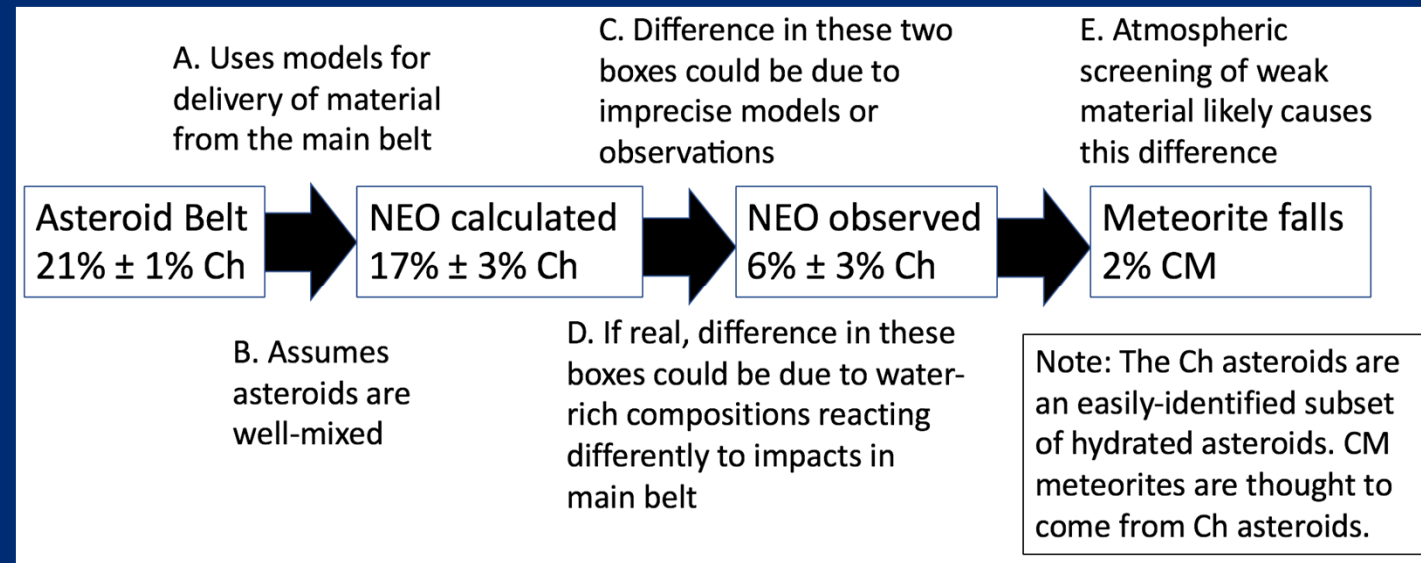 A. Uses models for
delivery of material
from the main belt
C. Difference in these two
boxes could be due to
imprecise models or
observations
E. Atmospheric
screening of weak
material likely causes
this difference
Asteroid Belt
21% ± 1% Ch
NEO calculated
17% ± 3% Ch
NEO observed
6% ± 3% Ch
Meteorite falls
2% CM
B. Assumes
asteroids are
well-mixed
D. If real, difference in these
boxes could be due to water-
rich compositions reacting
differently to impacts in
main belt
Note: The Ch asteroids are
an easily-identified subset
of hydrated asteroids. CM
meteorites are thought to
come from Ch asteroids.